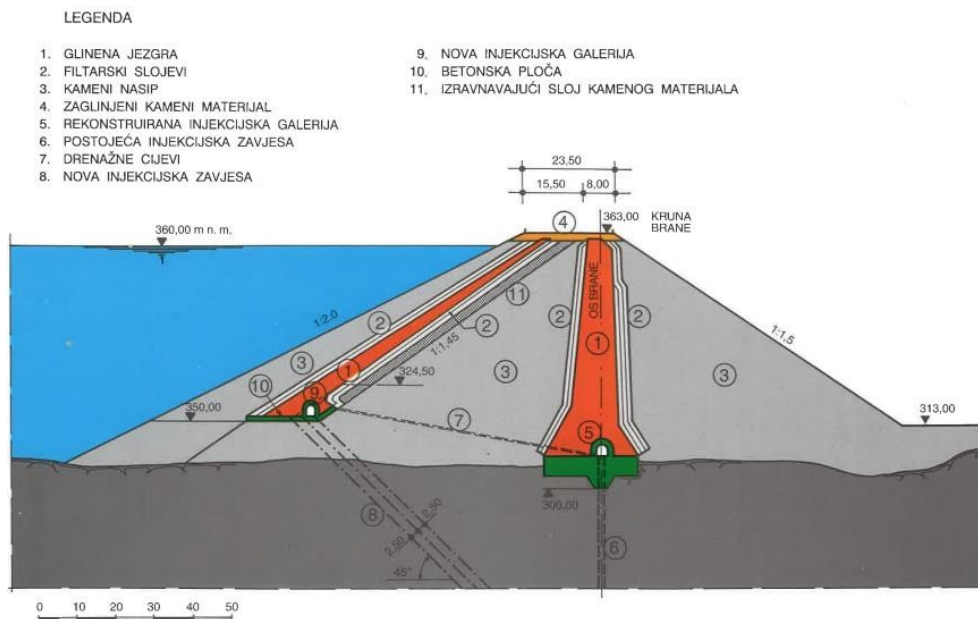 LEGENDA
1. GLINENA JEZGRA
2. FILTARSKI SLOJEVI
3. KAMENI NASIP
4. ZAGLINJENI KAMENI MATERIJAL
5. REKONSTRUIRANA INJEKCIJSKA GALERIJA
6. POSTOJEĆA INJEKCIJSKA ZAVJESA
7. DRENAŽNE CIJEVI
8. NOVA INJEKCIJSKA ZAVJESA
9. NOVA INJEKCIJSKA GALERIJA
10. BETONSKA PLOČA
11. IZRAVNAVAJUĆI SLOJ KAMENOG MATERIJALA
23,50
15,50 8,00
4
363,00 KRUNA
BRANE
360,00 m n. m.
OS BRANE
11
2
2
1:2,0
2
2
1:1,5
1:1,45
1
3
3
3
1
324,50
9
10
350,00
7
5
313,00
300,00
8
2,50
2,50
6
45°
0 10 20 30 40 50